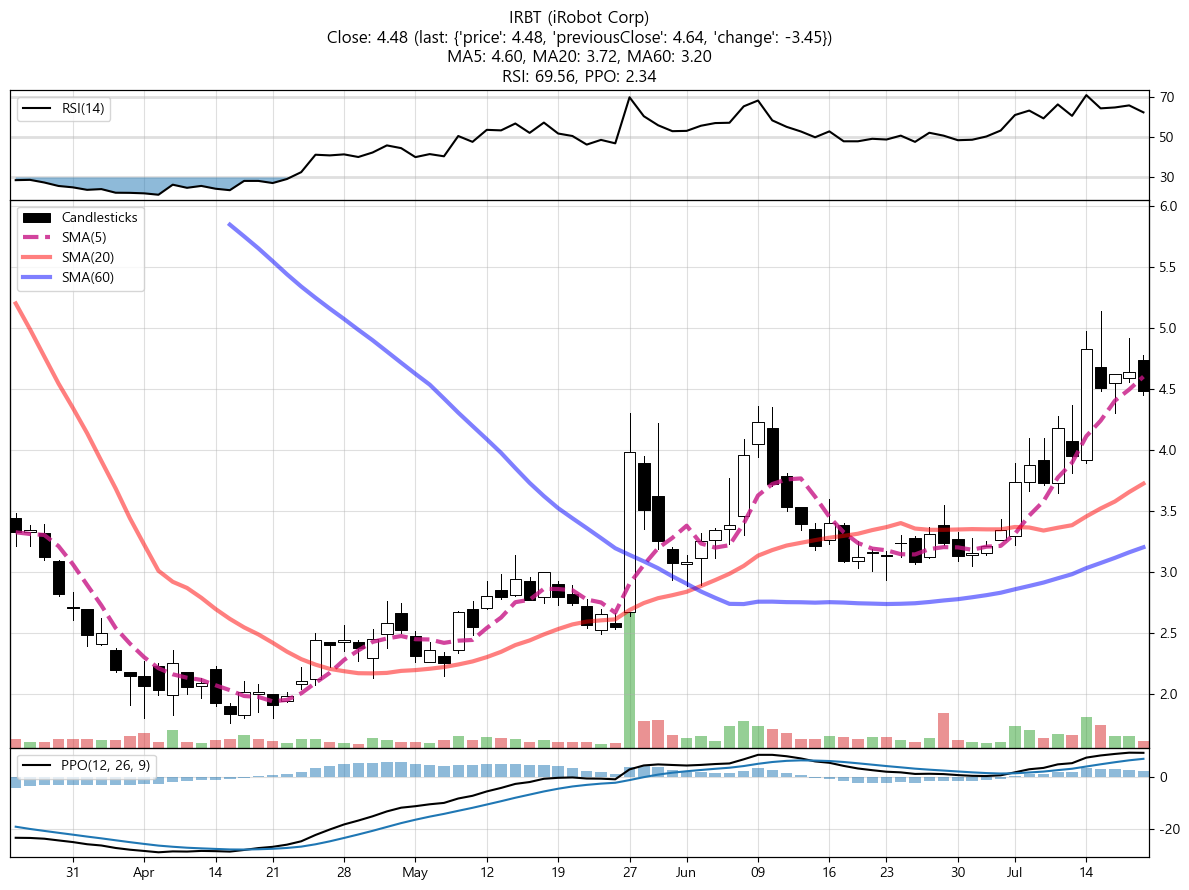 IRBT (iRobot Corp)
Close: 4.48 (last: {'price': 4.48, 'previousClose': 4.64, 'change': -3.45})
MA5: 4.60, MA20: 3.72, MA60: 3.20
RSI: 69.56, PPO: 2.34
RSI(14)
70
50
30
Candlesticks
SMA(5)
SMA(20)
SMA(60)
6.0
5.5
5.0
4.5
4.0
3.5
3.0
2.5
2.0
PPO(12, 26, 9)
0
-20
31 Apr 14 21 28 May 12 19 27 Jun 09 16 23 30 Jul 14